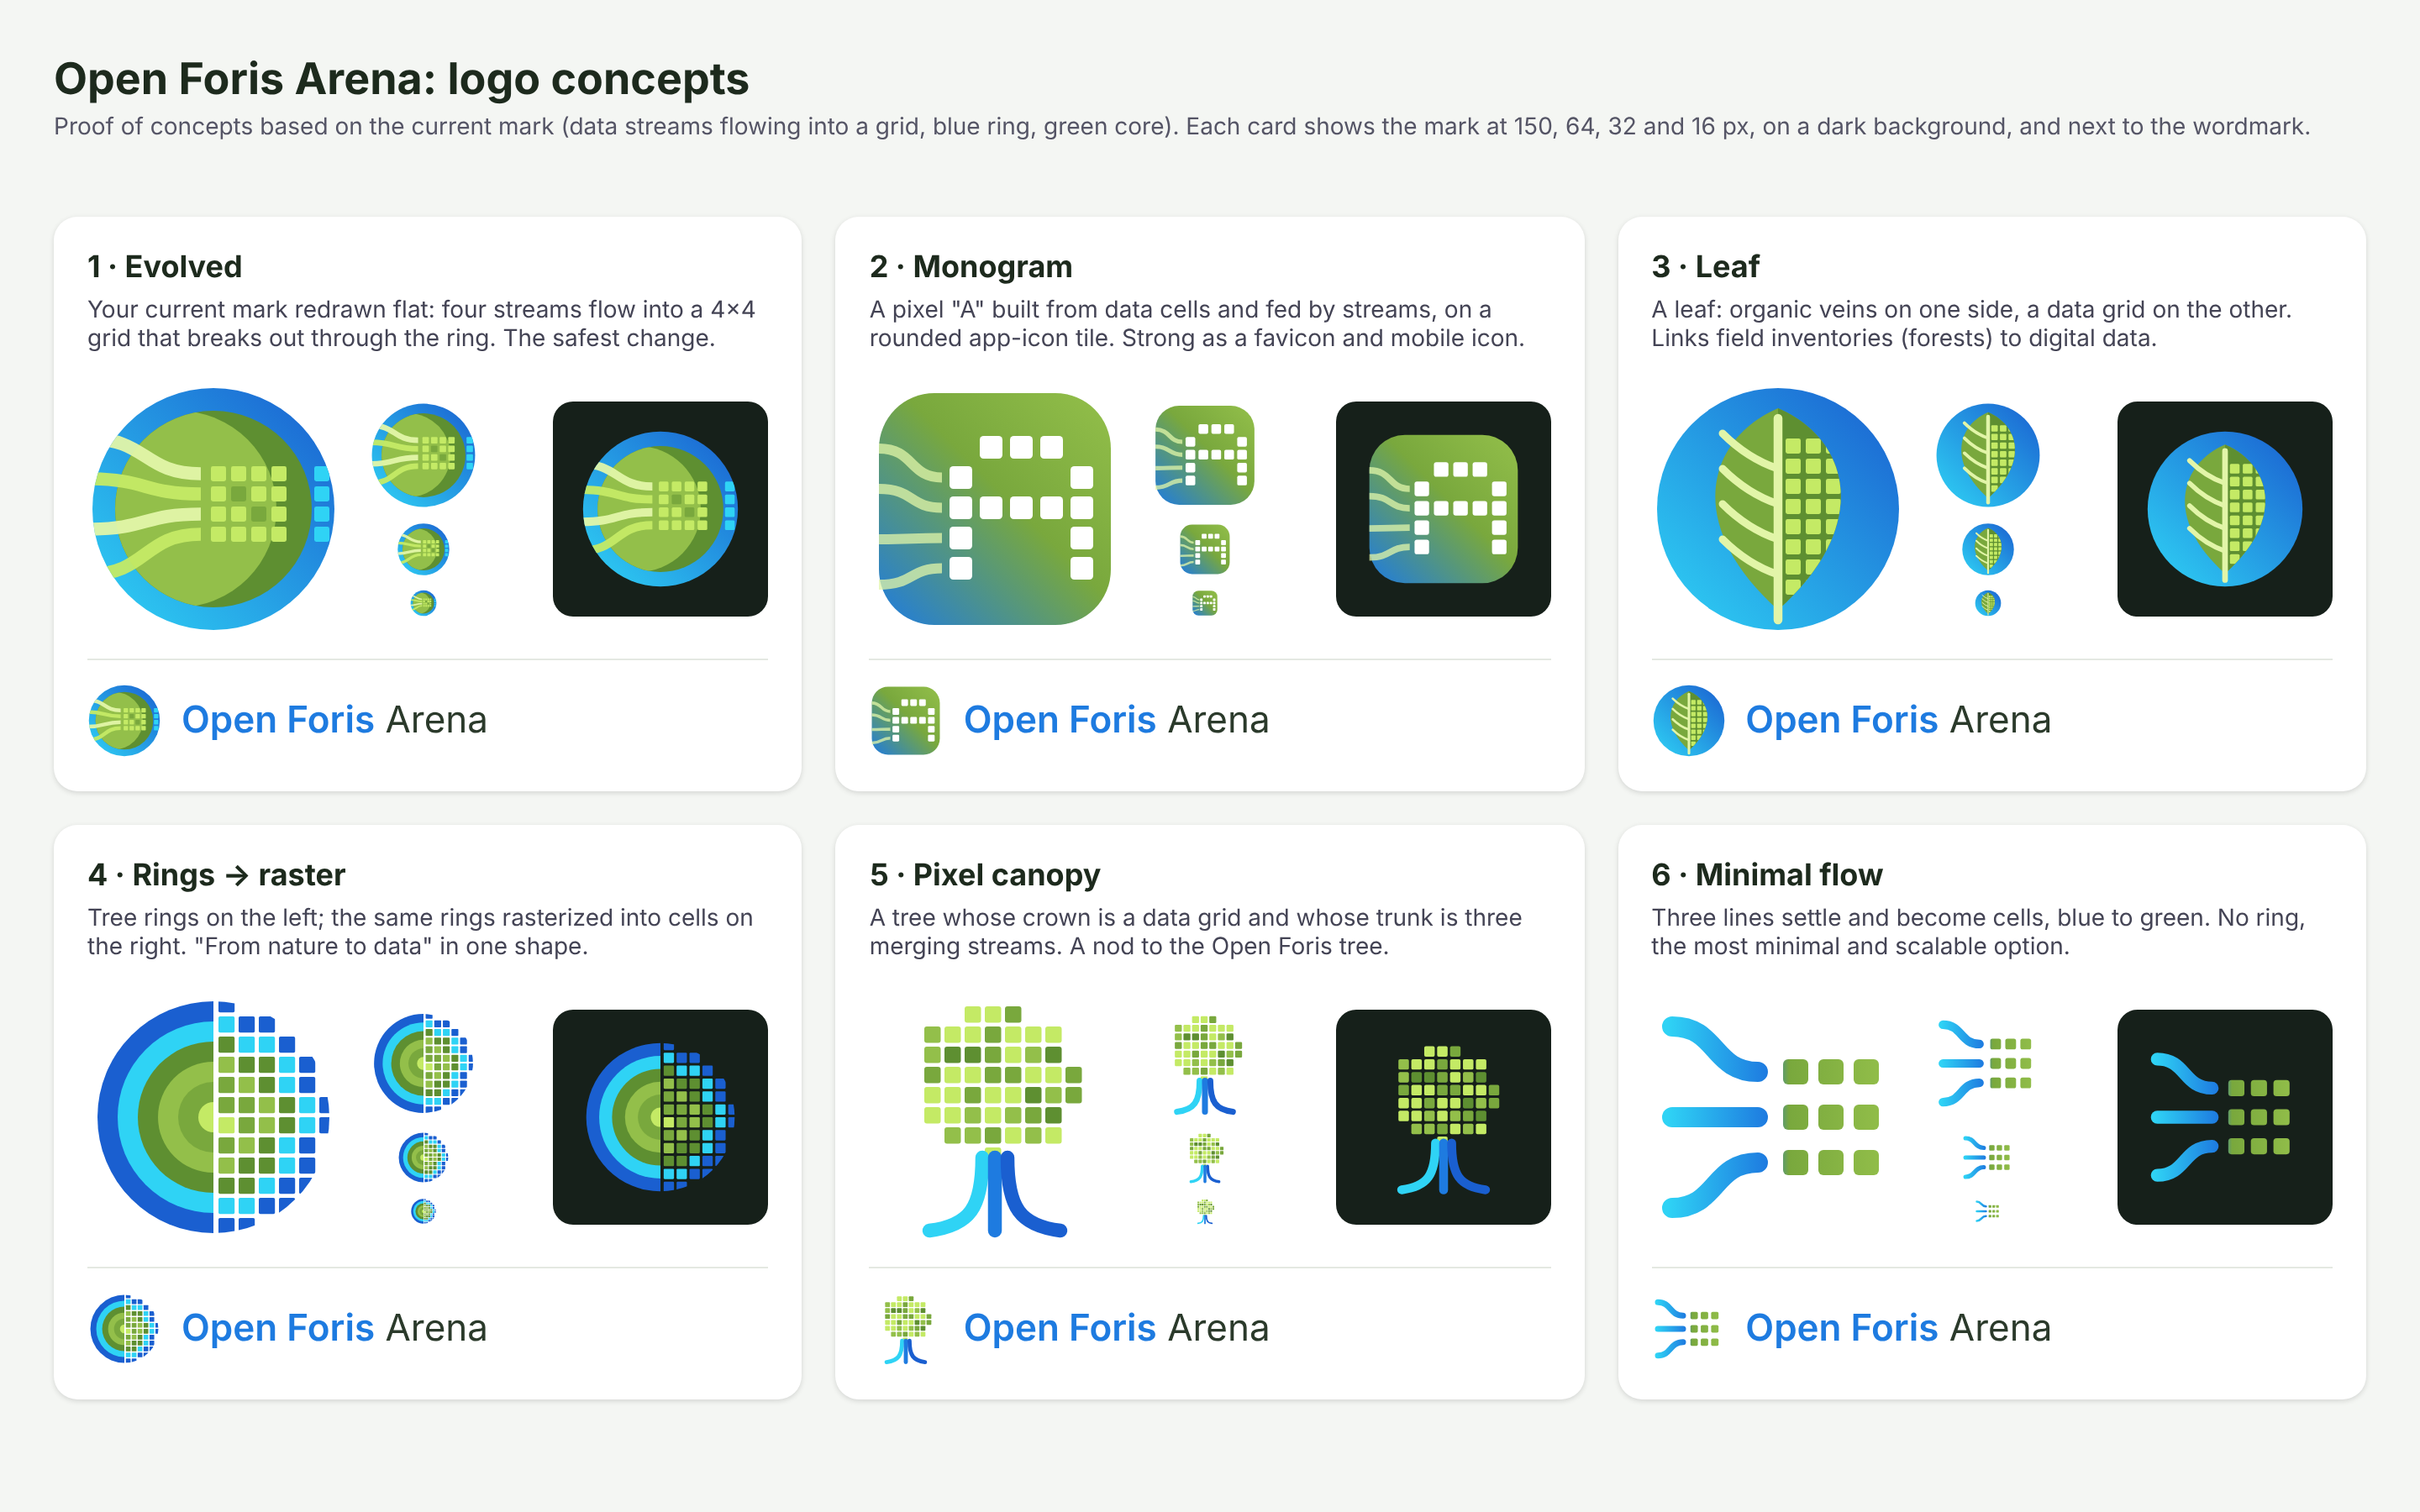 Open Foris Arena: logo concepts
Proof of concepts based on the current mark (data streams flowing into a grid, blue ring, green core). Each card shows the mark at 150, 64, 32 and 16 px, on a dark background, and next to the wordmark.
1 · Evolved
Your current mark redrawn flat: four streams flow into a 4×4
grid that breaks out through the ring. The safest change.
Open Foris Arena
2 · Monogram
A pixel "A" built from data cells and fed by streams, on a
rounded app-icon tile. Strong as a favicon and mobile icon.
Open Foris Arena
3 · Leaf
A leaf: organic veins on one side, a data grid on the other.
Links field inventories (forests) to digital data.
Open Foris Arena
4 · Rings → raster
Tree rings on the left; the same rings rasterized into cells on
the right. "From nature to data" in one shape.
Open Foris Arena
5 · Pixel canopy
A tree whose crown is a data grid and whose trunk is three
merging streams. A nod to the Open Foris tree.
Open Foris Arena
6 · Minimal flow
Three lines settle and become cells, blue to green. No ring,
the most minimal and scalable option.
Open Foris Arena